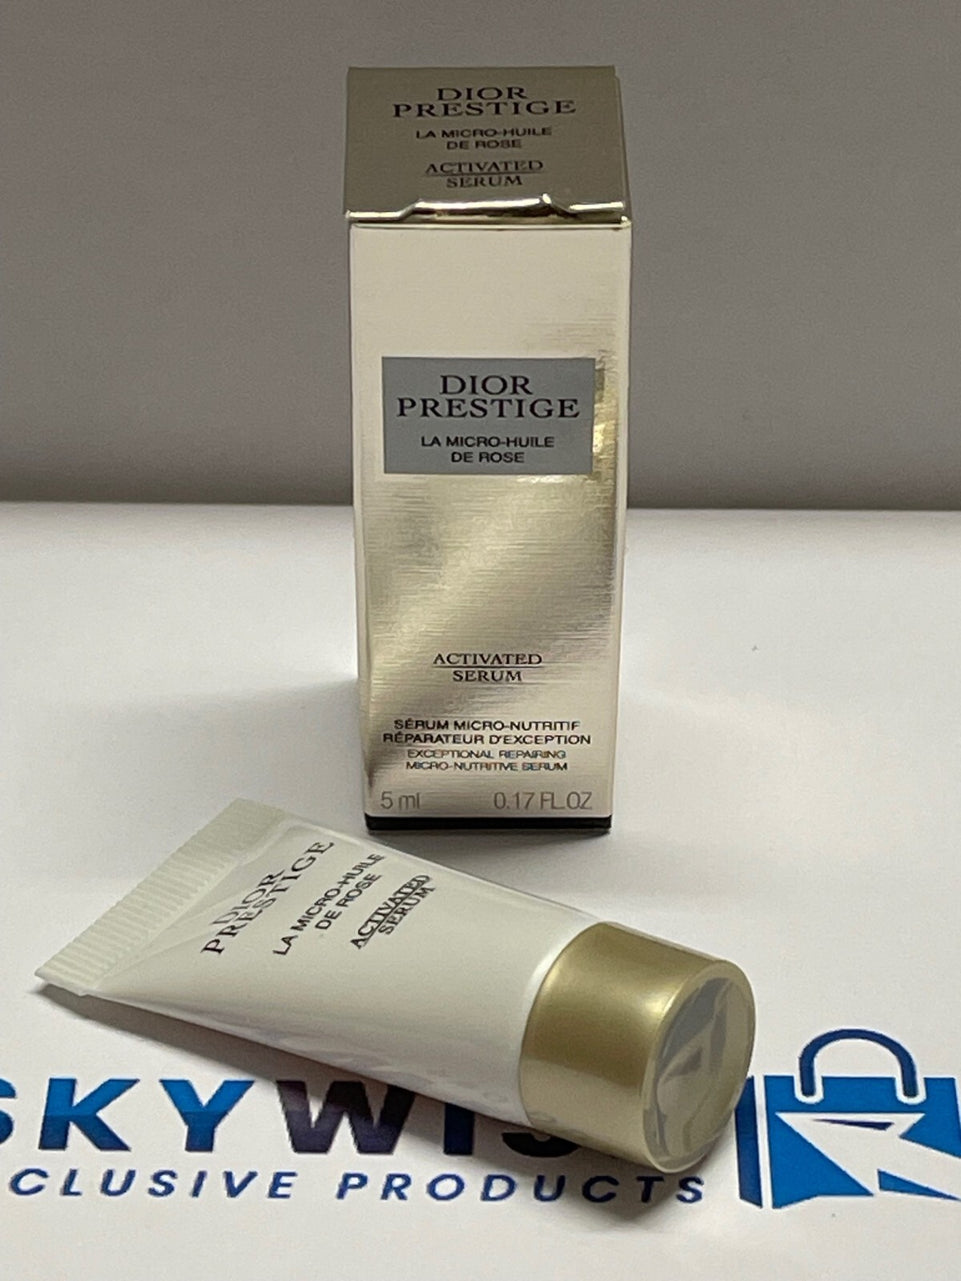 DIOR
PRESTIGE
LA MICRO-HUILE
DE ROSE
ACTIVATED
SERUM
DIOR
PRESTIGE
LA MICRO-HUILE
DE ROSE
ACTIVATED
SERUM
SÉRUM MICRO-NUTRITIF
RÉPARATEUR D'EXCEPTION
EXCEPTIONAL REPAIRING
MICRO-NUTRITIVE SERUM
5 ml 0.17 FL.OZ
DIOR
PRESTIGE
LA MICRO-HUILE
DE ROSE
ACTIVATED
SERUM
SKYWIS
CLUSIVE PRODUCTS